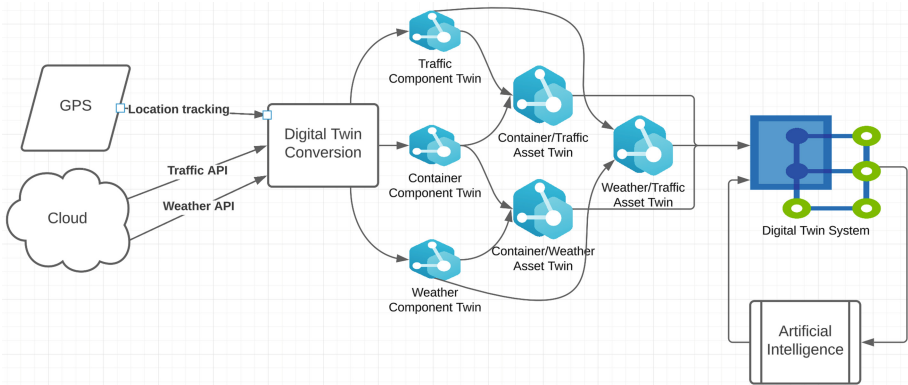 GPS
Location tracking
Cloud
Traffic API
Weather API
Digital Twin
Conversion
Traffic
Component Twin
Container
Component Twin
Weather
Component Twin
Container/Traffic
Asset Twin
Container/Weather
Asset Twin
Weather/Traffic
Asset Twin
Digital Twin System
Artificial
Intelligence